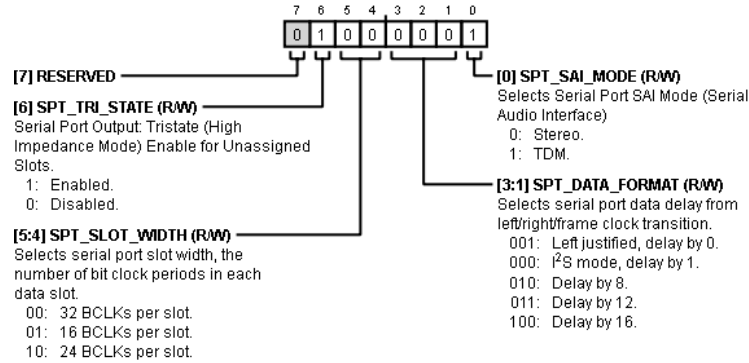 7 6 5 4 3 2 1 0
0 1 0 0 0 0 0 1
[7] RESERVED
[6] SPT_TRI_STATE (R/W)
Serial Port Output: Tristate (High
Impedance Mode) Enable for Unassigned
Slots.
1: Enabled.
0: Disabled.
[5:4] SPT_SLOT_WIDTH (R/W)
Selects serial port slot width, the
number of bit clock periods in each
data slot.
00: 32 BCLKs per slot.
01: 16 BCLKs per slot.
10: 24 BCLKs per slot.
[0] SPT_SAI_MODE (R/W)
Selects Serial Port SAI Mode (Serial
Audio Interface)
0: Stereo.
1: TDM.
[3:1] SPT_DATA_FORMAT (R/W)
Selects serial port data delay from
left/right/frame clock transition.
001: Left justified, delay by 0.
000: I²S mode, delay by 1.
010: Delay by 8.
011: Delay by 12.
100: Delay by 16.